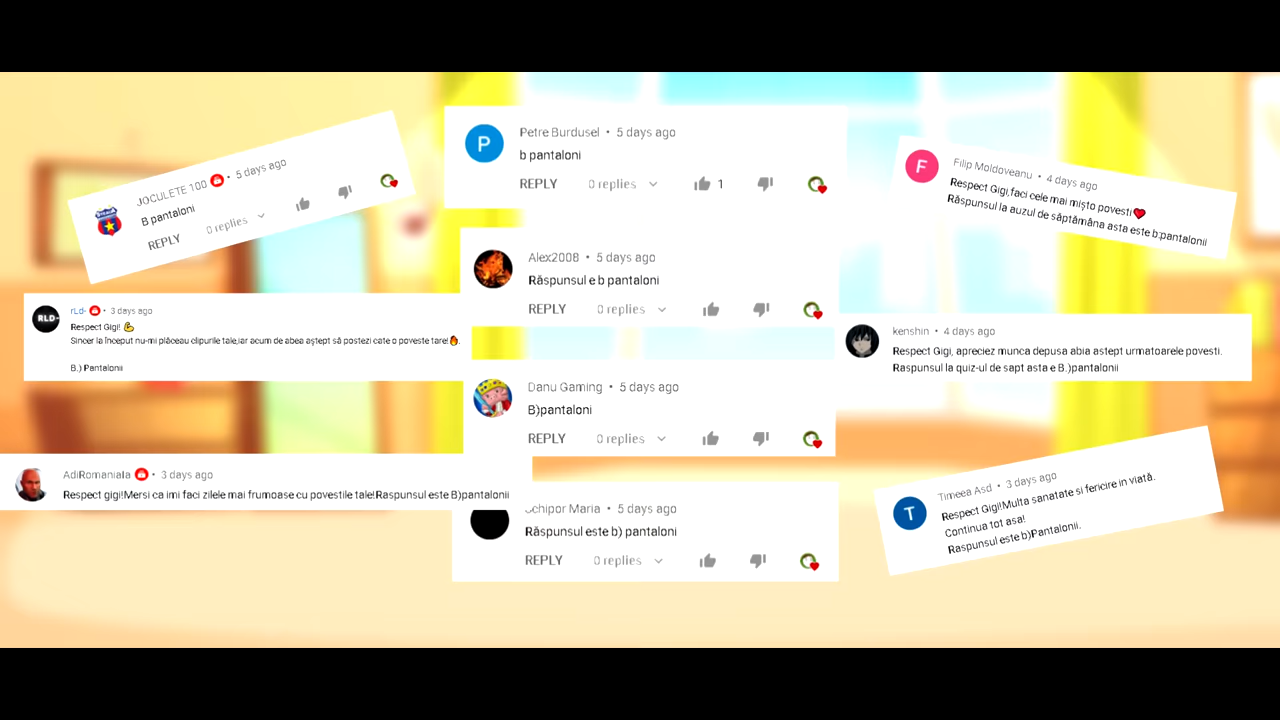 JOCULETE 100 • 5 days ago
B pantaloni
REPLY 0 replies
P
Petre Burdusel • 5 days ago
b pantaloni
REPLY 0 replies 1
F
Filip Moldoveanu • 4 days ago
Respect Gigi,faci cele mai mișto povesti❤
Răspunsul la auzul de săptămâna asta este b:pantalonii
Alex2008 • 5 days ago
Răspunsul e b pantaloni
REPLY 0 replies
RLD-
rLd- • 3 days ago
Respect Gigi! 💪
Sincer la început nu-mi plăceau clipurile tale,iar acum de abea aștept să postezi cate o poveste tare!🔥.
B.) Pantalonii
kenshin • 4 days ago
Respect Gigi, apreciez munca depusa abia astept urmatoarele povesti.
Raspunsul la quiz-ul de sapt asta e B.)pantalonii
Danu Gaming • 5 days ago
B)pantaloni
REPLY 0 replies
AdiRomaniaIa • 3 days ago
Respect gigi!Mersi ca imi faci zilele mai frumoase cu povestile tale!Raspunsul este B)pantalonii
T
Timeea Asd • 3 days ago
Respect Gigi!Multa sanatate si fericire in viată.
Continua tot asa!
Raspunsul este b)Pantalonii.
Maria • 5 days ago
Răspunsul este b) pantaloni
REPLY 0 replies